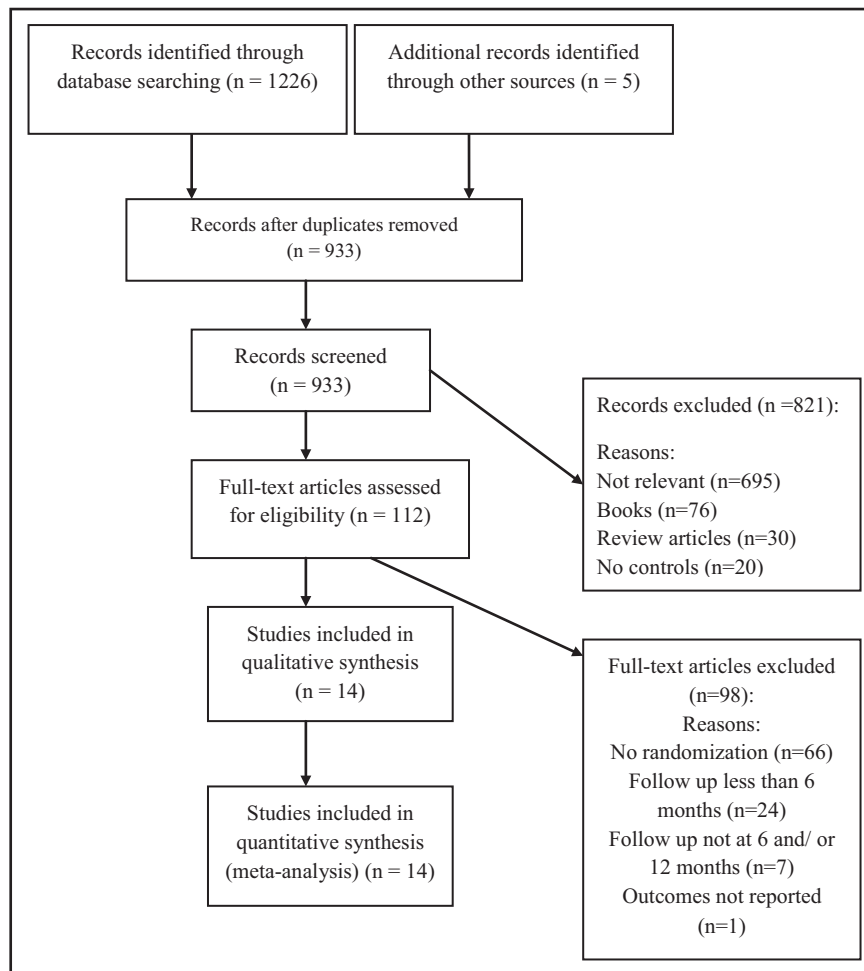 Records identified through
database searching (n = 1226)
Additional records identified
through other sources (n = 5)
Records after duplicates removed
(n = 933)
Records screened
(n = 933)
Records excluded (n =821):
Reasons:
Not relevant (n=695)
Books (n=76)
Review articles (n=30)
No controls (n=20)
Full-text articles assessed
for eligibility (n = 112)
Studies included in
qualitative synthesis
(n = 14)
Full-text articles excluded
(n=98):
Reasons:
No randomization (n=66)
Follow up less than 6
months (n=24)
Follow up not at 6 and/ or
12 months (n=7)
Outcomes not reported
(n=1)
Studies included in
quantitative synthesis
(meta-analysis) (n = 14)